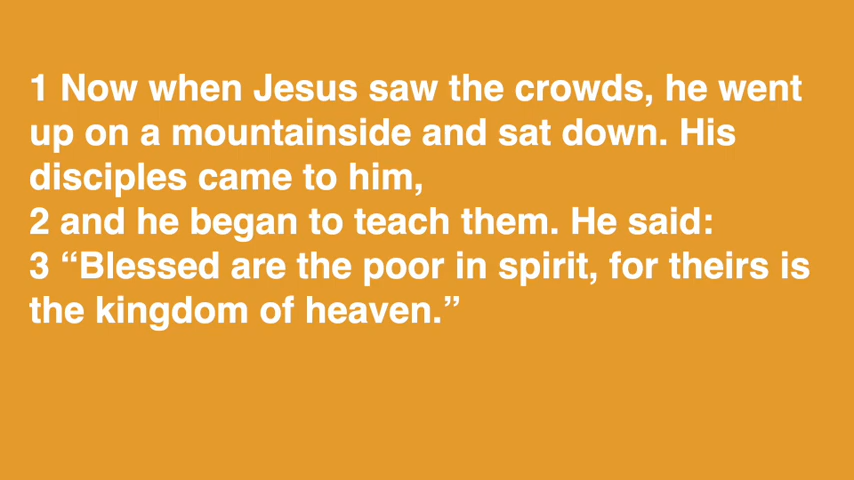 1 Now when Jesus saw the crowds, he went
up on a mountainside and sat down. His
disciples came to him,
2 and he began to teach them. He said:
3 “Blessed are the poor in spirit, for theirs is
the kingdom of heaven.”